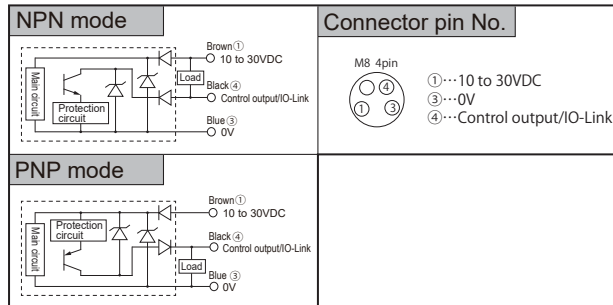 NPN mode
Main circuit
Protection
circuit
Load
Brown①
10 to 30VDC
Black④
Control output/IO-Link
Blue③
0V
Connector pin No.
M8 4pin
④
① ③
①…10 to 30VDC
③…0V
④…Control output/IO-Link
PNP mode
Main circuit
Protection
circuit
Brown①
10 to 30VDC
Black④
Control output/IO-Link
Load
Blue③
0V